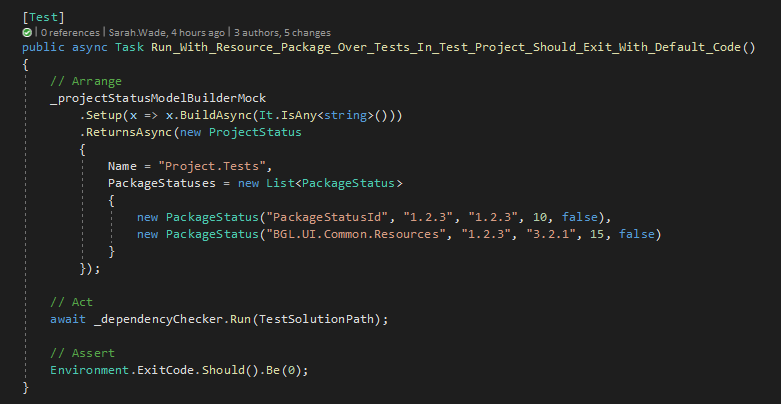 [Test]
0 references | Sarah.Wade, 4 hours ago | 3 authors, 5 changes
public async Task Run_With_Resource_Package_Over_Tests_In_Test_Project_Should_Exit_With_Default_Code()
{
// Arrange
_projectStatusModelBuilderMock
.Setup(x => x.BuildAsync(It.IsAny<string>()))
.ReturnsAsync(new ProjectStatus
{
Name = "Project.Tests",
PackageStatuses = new List<PackageStatus>
{
new PackageStatus("PackageStatusId", "1.2.3", "1.2.3", 10, false),
new PackageStatus("BGL.UI.Common.Resources", "1.2.3", "3.2.1", 15, false)
}
});
// Act
await _dependencyChecker.Run(TestSolutionPath);
// Assert
Environment.ExitCode.Should().Be(0);
}